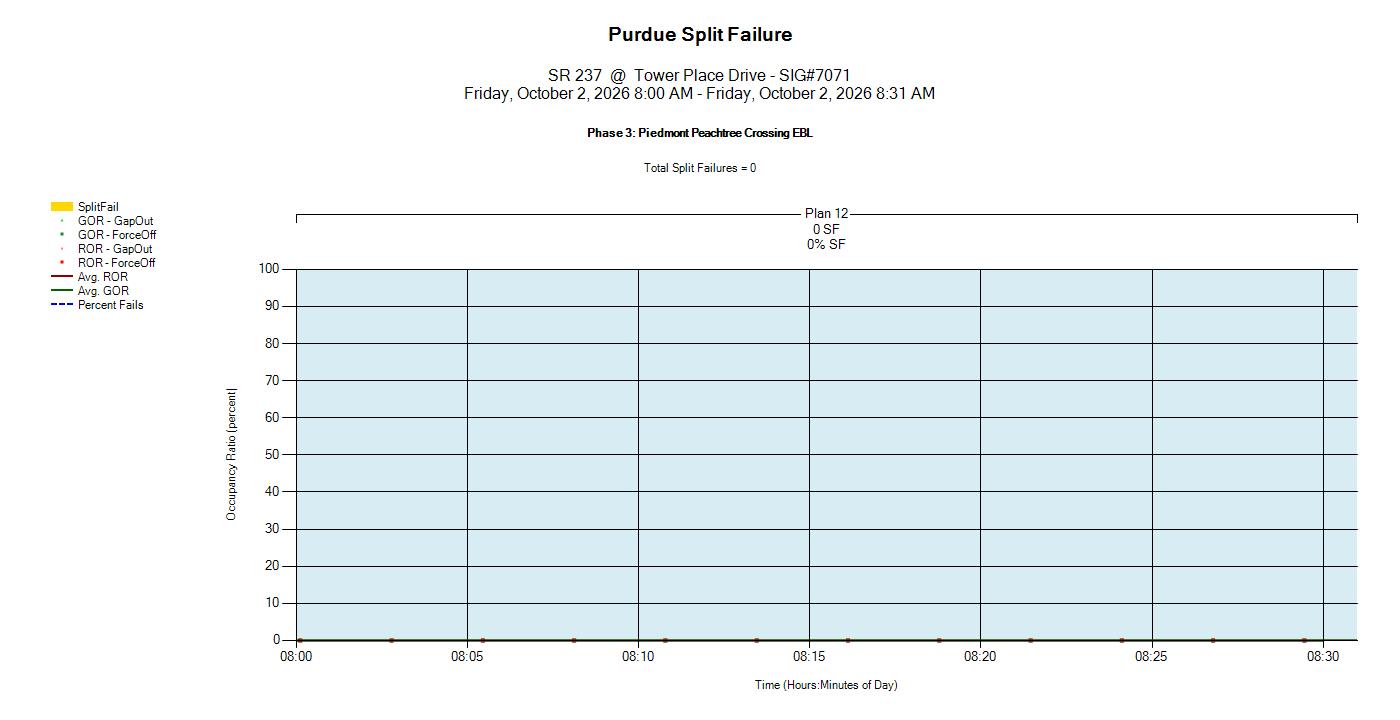 Purdue Split Failure
SR 237 @ Tower Place Drive - SIG#7071
Friday, October 2, 2026 8:00 AM - Friday, October 2, 2026 8:31 AM
Phase 3: Piedmont Peachtree Crossing EBL
Total Split Failures = 0
SplitFail
GOR - GapOut
GOR - ForceOff
ROR - GapOut
ROR - ForceOff
Avg. ROR
Avg. GOR
Percent Fails
Plan 12
0 SF
0% SF
100
90
80
70
60
50
40
30
20
10
0
Occupancy Ratio (percent)
08:00 08:05 08:10 08:15 08:20 08:25 08:30
Time (Hours:Minutes of Day)